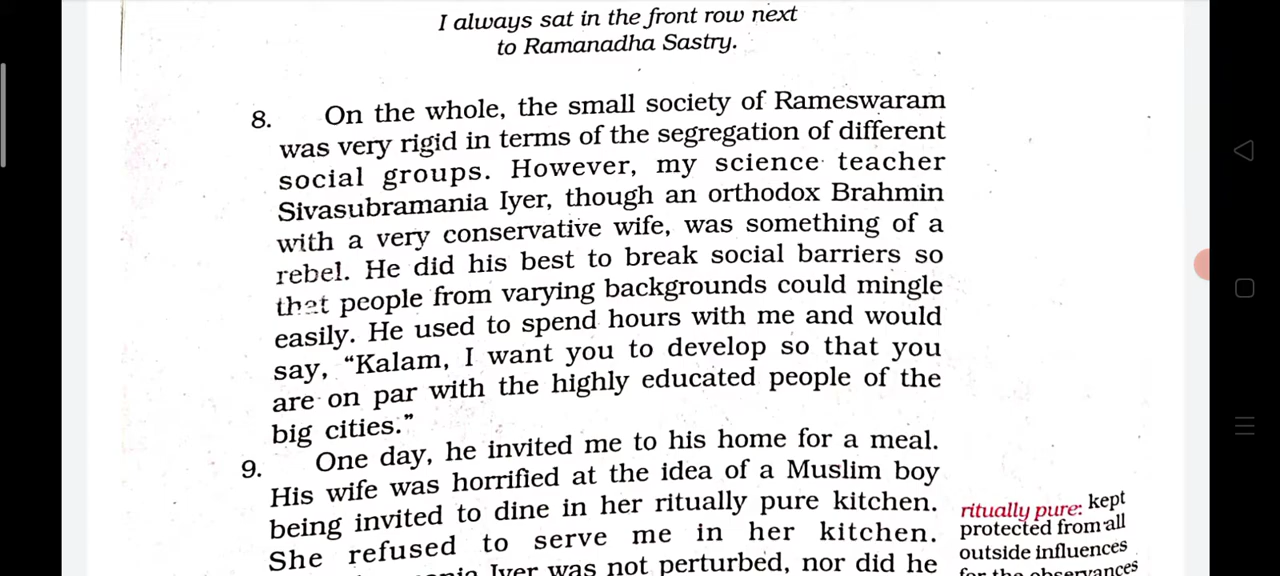 I always sat in the front row next
to Ramanadha Sastry.
8. On the whole, the small society of Rameswaram
was very rigid in terms of the segregation of different
social groups. However, my science teacher
Sivasubramania Iyer, though an orthodox Brahmin
with a very conservative wife, was something of a
rebel. He did his best to break social barriers so
that people from varying backgrounds could mingle
easily. He used to spend hours with me and would
say, “Kalam, I want you to develop so that you
are on par with the highly educated people of the
big cities.”
9. One day, he invited me to his home for a meal.
His wife was horrified at the idea of a Muslim boy
being invited to dine in her ritually pure kitchen.
She refused to serve me in her kitchen.
Iyer was not perturbed, nor did he
ritually pure: kept
protected from all
outside influences
for the observances